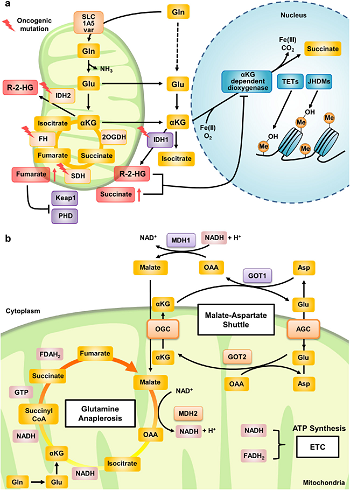 a
Oncogenic
mutation
SLC
1A5
var
Gln
Nucleus
Gln
NH3
Fe(III)
CO2
Succinate
R-2-HG
IDH2
Glu
Glu
αKG
dependent
dioxygenase
TETs
JHDMs
αKG
αKG
Isocitrate
2OGDH
IDH1
Fe(II)
O2
OH
OH
FH
Isocitrate
Me
Me
Me
Me
Fumarate
Succinate
R-2-HG
Fumarate
SDH
Succinate
Keap1
PHD
b
NAD+
MDH1
NADH + H+
Malate
OAA
GOT1
Asp
αKG
Glu
Cytoplasm
OGC
Malate-Aspartate
Shuttle
AGC
αKG
Glu
FDAH2
Fumarate
GOT2
Malate
OAA
Asp
Succinate
GTP
NAD+
Succinyl
CoA
Glutamine
Anaplerosis
MDH2
NADH
OAA
NADH + H+
NADH
ATP Synthesis
αKG
ETC
Isocitrate
FADH2
Gln
Glu
NADH
Mitochondria